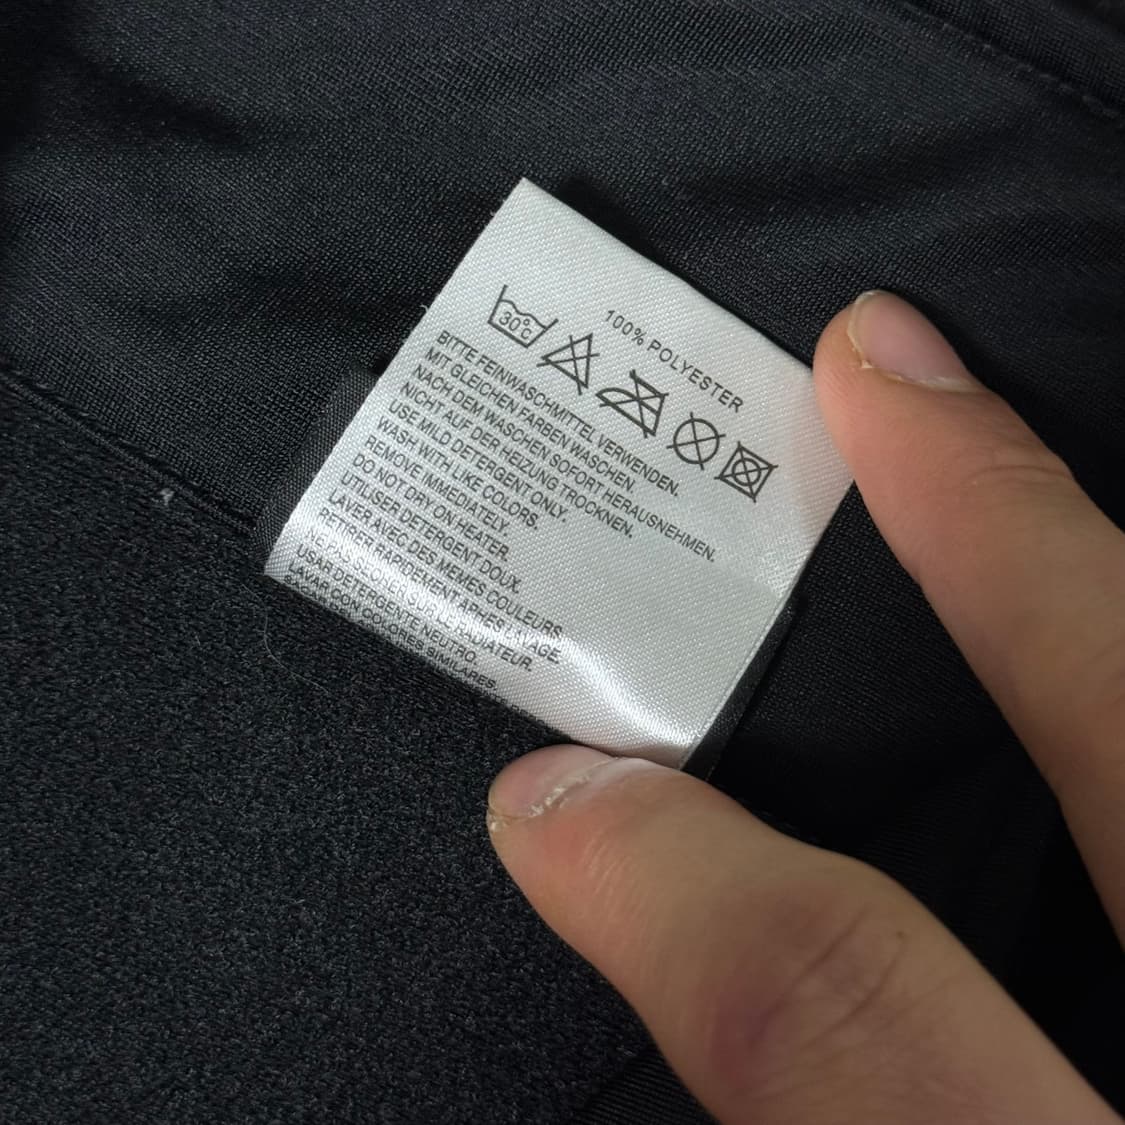 100% POLYESTER
30°C
BITTE FEINWASCHMITTEL VERWENDEN.
MIT GLEICHEN FARBEN WASCHEN.
NACH DEM WASCHEN SOFORT HERAUSNEHMEN.
NICHT AUF DER HEIZUNG TROCKNEN.
USE MILD DETERGENT ONLY.
WASH WITH LIKE COLORS.
REMOVE IMMEDIATELY.
DO NOT DRY ON HEATER.
UTILISER DETERGENT DOUX.
LAVER AVEC DES MEMES COULEURS.
RETIRER RAPIDEMENT APRES LAVAGE.
NE PAS SECHER SUR LE RADIATEUR.
USAR DETERGENTE NEUTRO.
LAVAR CON COLORES SIMILARES.